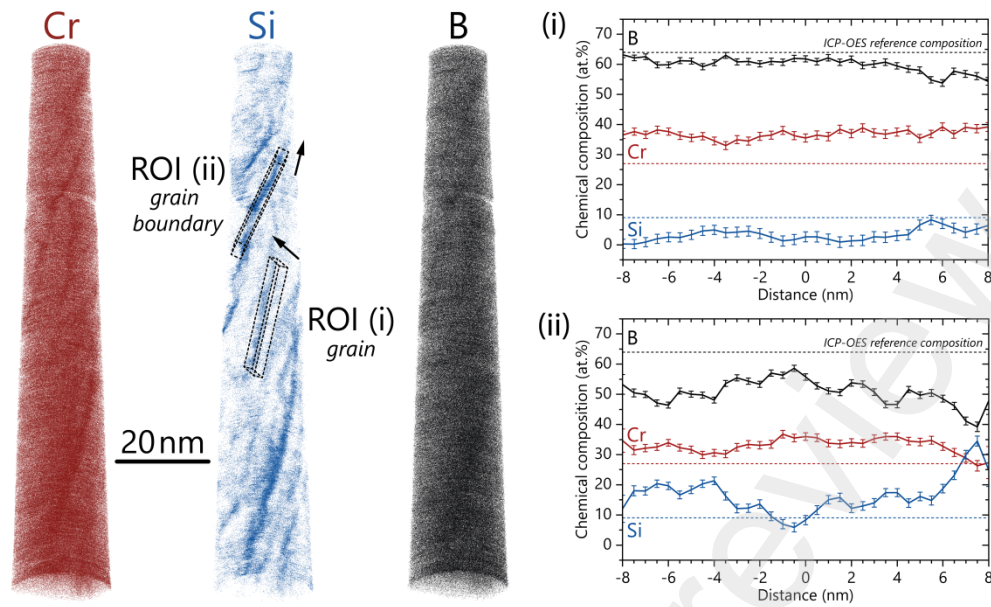 Cr
Si
B
ROI (ii)
grain
boundary
ROI (i)
grain
20 nm
(i)
B
ICP-OES reference composition
Cr
Si
Chemical composition (at.%)
70
60
50
40
30
20
10
0
-8 -6 -4 -2 0 2 4 6 8
Distance (nm)
(ii)
B
ICP-OES reference composition
Cr
Si
Chemical composition (at.%)
70
60
50
40
30
20
10
0
-8 -6 -4 -2 0 2 4 6 8
Distance (nm)
review